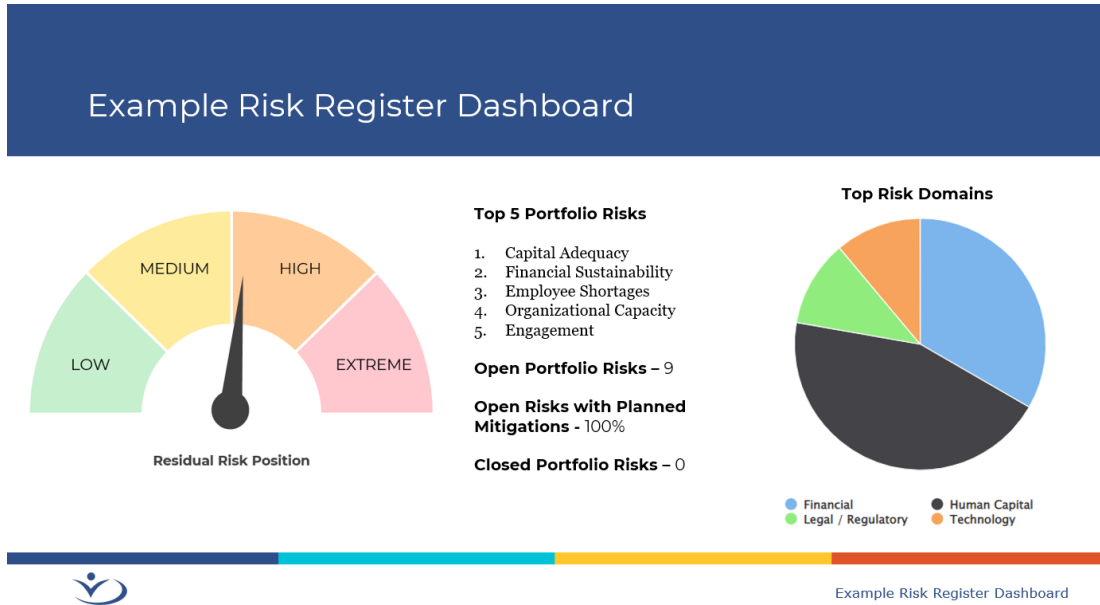 Example Risk Register Dashboard
LOW
MEDIUM
HIGH
EXTREME
Residual Risk Position
Top 5 Portfolio Risks
1. Capital Adequacy
2. Financial Sustainability
3. Employee Shortages
4. Organizational Capacity
5. Engagement
Open Portfolio Risks – 9
Open Risks with Planned
Mitigations - 100%
Closed Portfolio Risks – 0
Top Risk Domains
Financial
Human Capital
Legal / Regulatory
Technology
Example Risk Register Dashboard